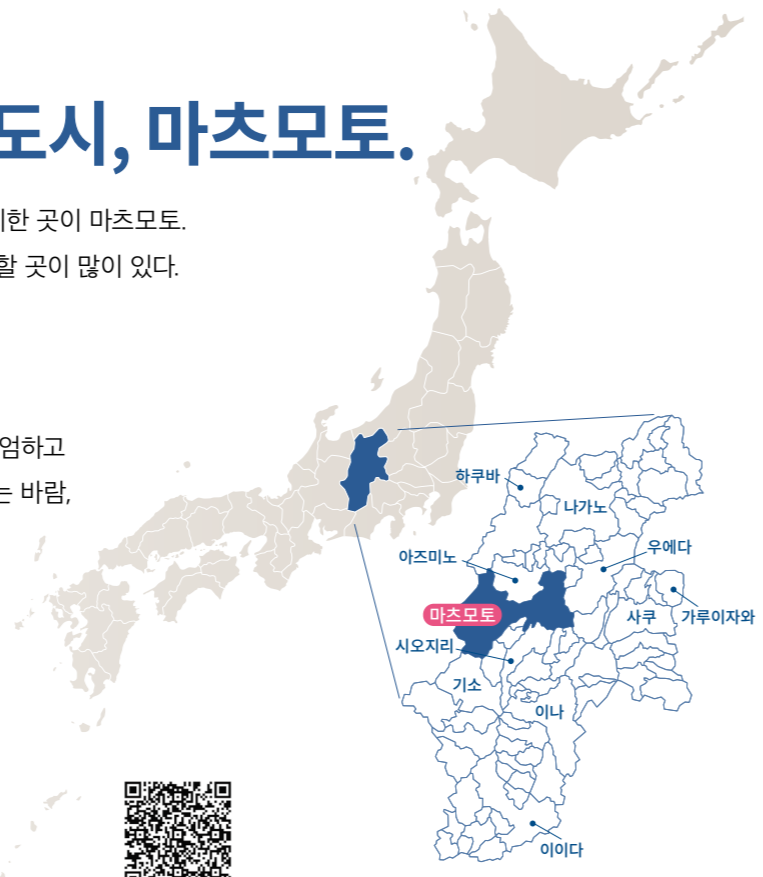 도시, 마츠모토.
한 곳이 마츠모토.
할 곳이 많이 있다.
엄하고
는 바람,
하쿠바
나가노
아즈미노
우에다
마츠모토
사쿠
가루이자와
시오지리
기소
이나
이이다